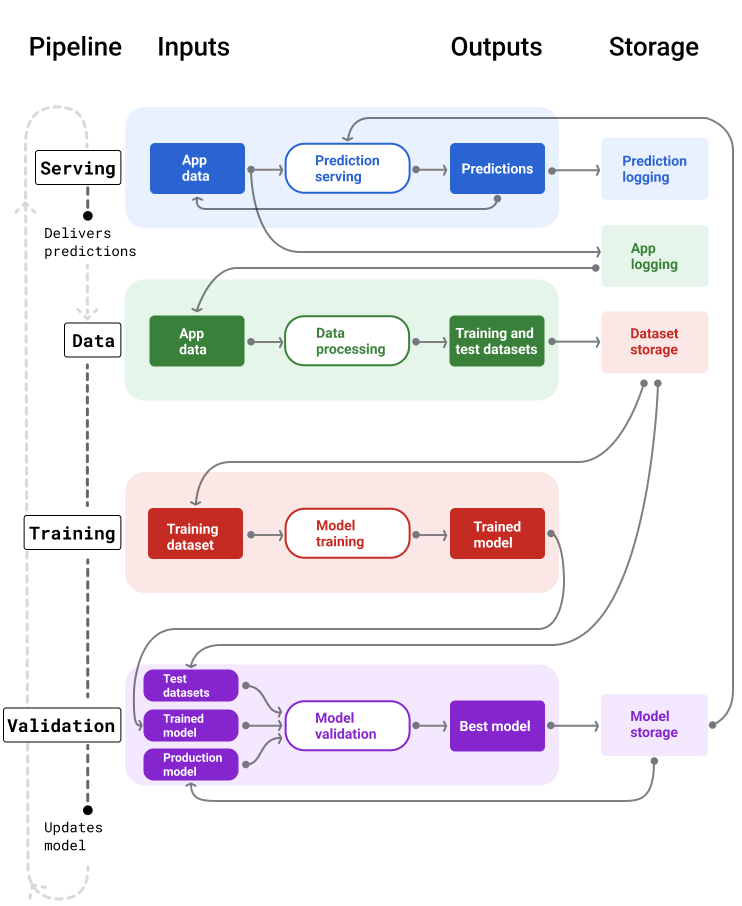 Pipeline
Inputs
Outputs
Storage
Serving
App
data
Prediction
serving
Predictions
Prediction
logging
Delivers
predictions
App
logging
Data
App
data
Data
processing
Training and
test datasets
Dataset
storage
Training
Training
dataset
Model
training
Trained
model
Validation
Test
datasets
Trained
model
Production
model
Model
validation
Best model
Model
storage
Updates
model